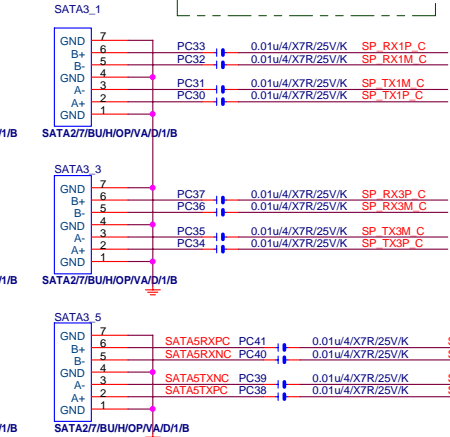 SATA3_1
GND 7
B+ 6 PC33 0.01u/4/X7R/25V/K SP_RX1P_C
B- 5 PC32 0.01u/4/X7R/25V/K SP_RX1M_C
GND 4
A- 3 PC31 0.01u/4/X7R/25V/K SP_TX1M_C
A+ 2 PC30 0.01u/4/X7R/25V/K SP_TX1P_C
GND 1
1/B SATA2/7/BU/H/OP/VA/D/1/B
SATA3_3
GND 7
B+ 6 PC37 0.01u/4/X7R/25V/K SP_RX3P_C
B- 5 PC36 0.01u/4/X7R/25V/K SP_RX3M_C
GND 4
A- 3 PC35 0.01u/4/X7R/25V/K SP_TX3M_C
A+ 2 PC34 0.01u/4/X7R/25V/K SP_TX3P_C
GND 1
1/B SATA2/7/BU/H/OP/VA/D/1/B
SATA3_5
GND 7
B+ 6 SATA5RXPC PC41 0.01u/4/X7R/25V/K
B- 5 SATA5RXNC PC40 0.01u/4/X7R/25V/K
GND 4
A- 3 SATA5TXNC PC39 0.01u/4/X7R/25V/K
A+ 2 SATA5TXPC PC38 0.01u/4/X7R/25V/K
GND 1
1/B SATA2/7/BU/H/OP/VA/D/1/B